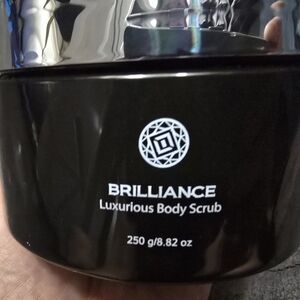 BRILLIANCE
Luxurious Body Scrub
250 g/8.82 oz